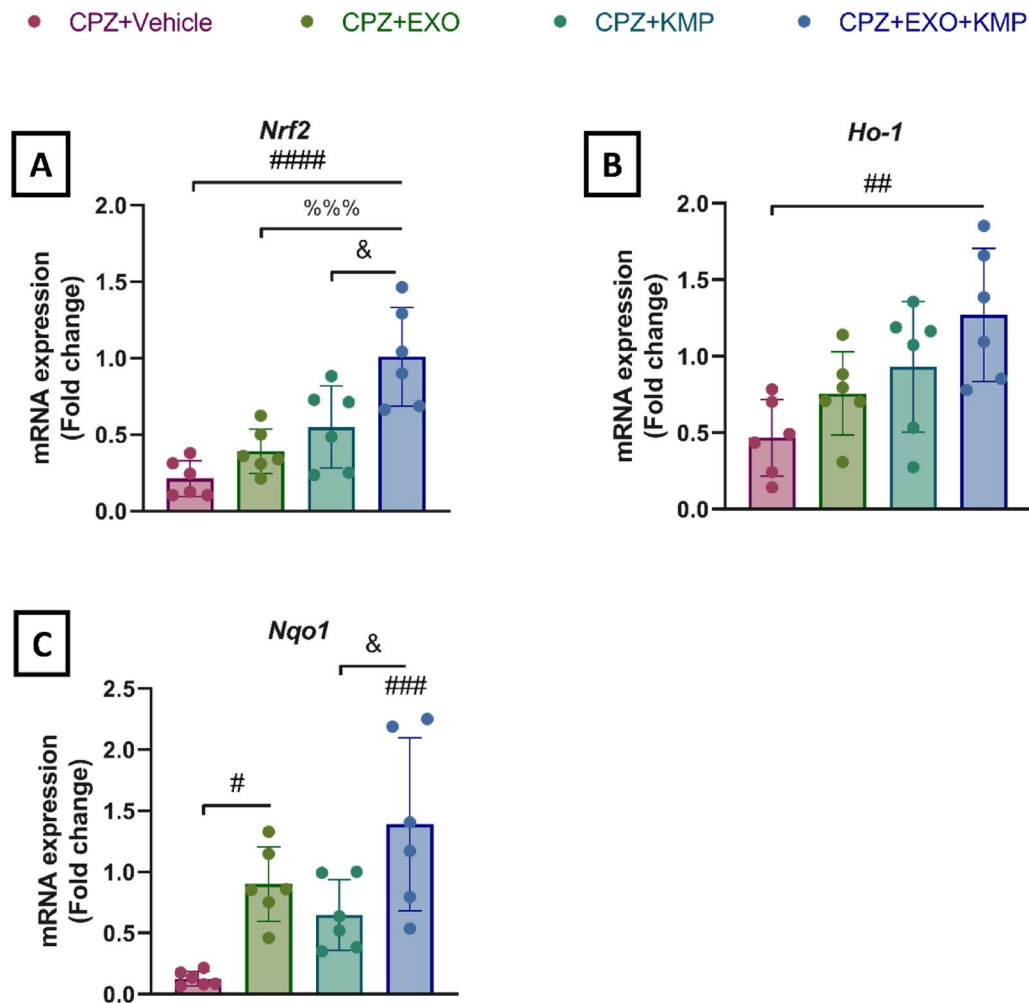 CPZ+Vehicle CPZ+EXO CPZ+KMP CPZ+EXO+KMP
A
Nrf2
####
%%%
&
mRNA expression
(Fold change)
2.0
1.5
1.0
0.5
0.0
B
Ho-1
##
mRNA expression
(Fold change)
2.0
1.5
1.0
0.5
0.0
C
Nqo1
&
###
#
mRNA expression
(Fold change)
2.5
2.0
1.5
1.0
0.5
0.0